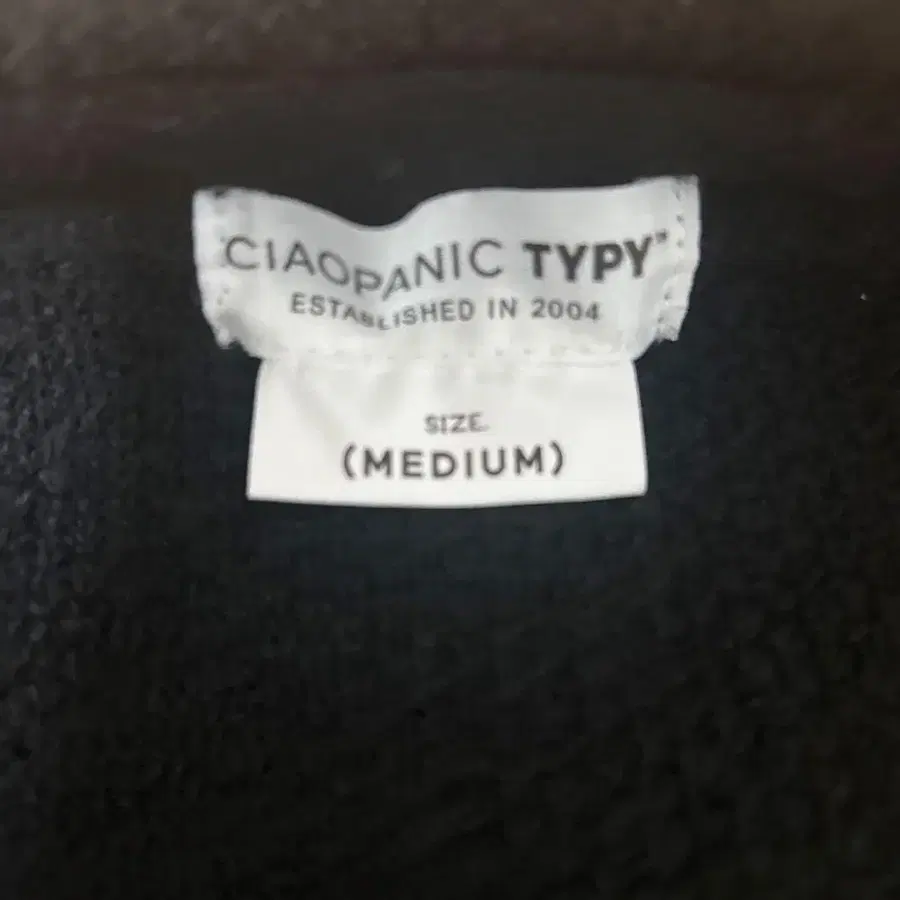 CIAOPANIC TYPY"
ESTABLISHED IN 2004
SIZE.
(MEDIUM)